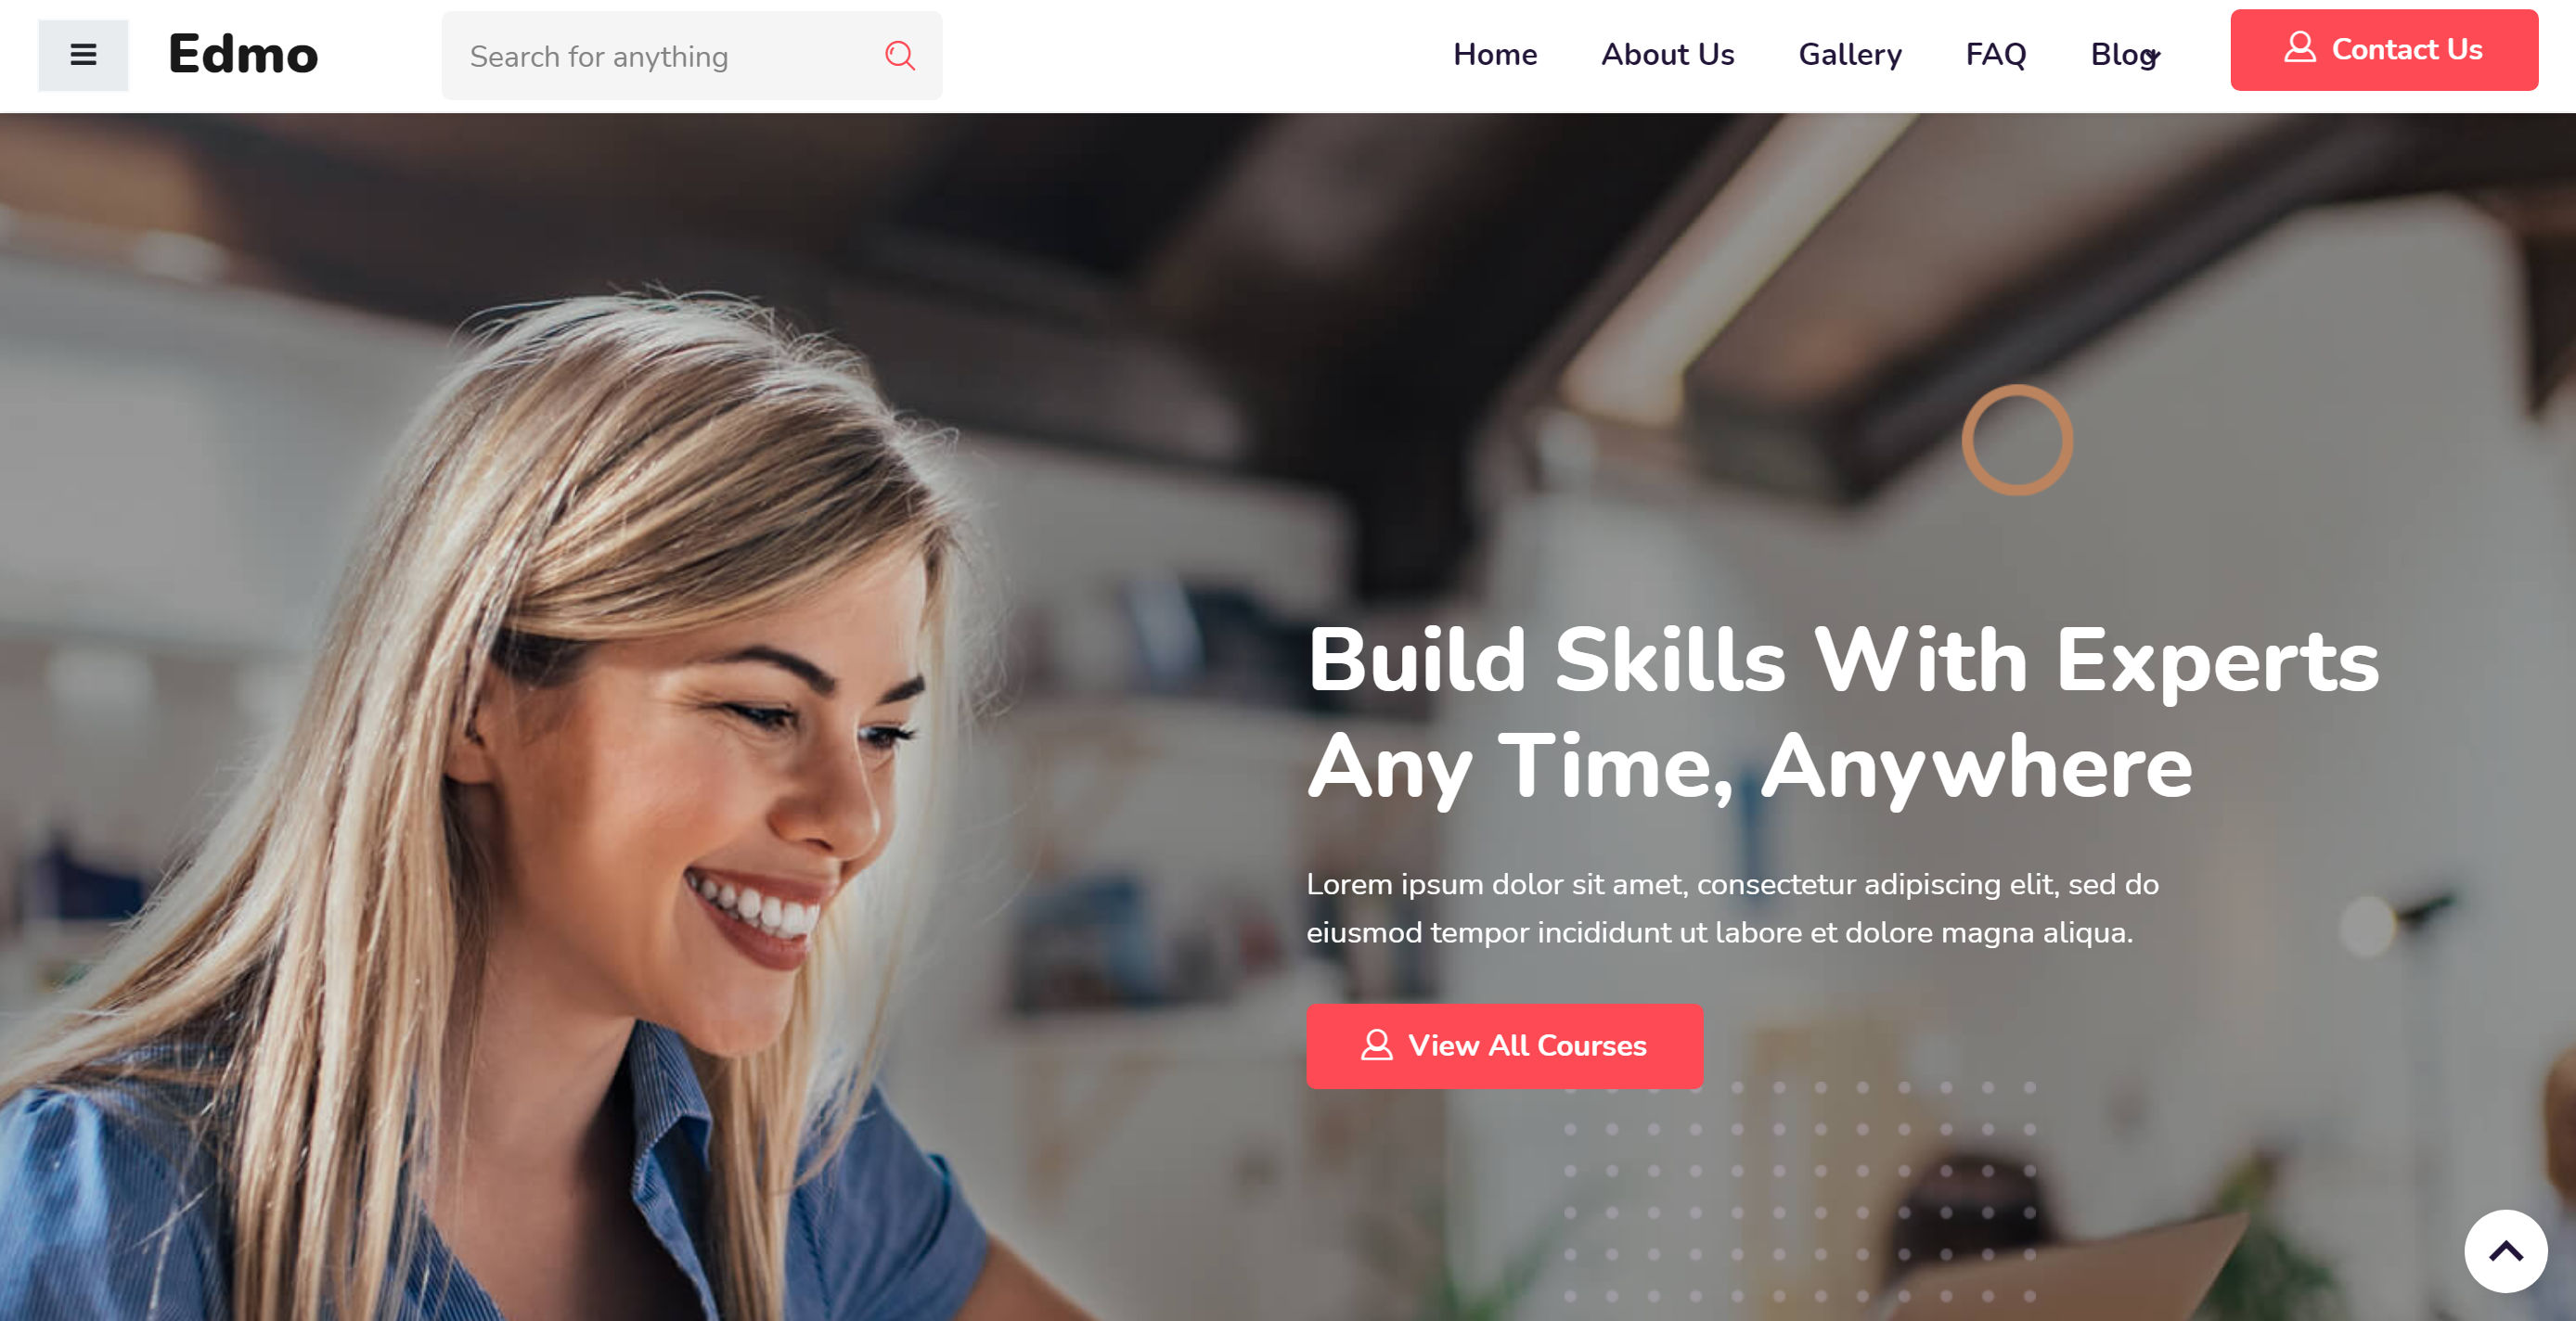 Edmo
Search for anything
Home
About Us
Gallery
FAQ
Blog
Contact Us
Build Skills With Experts
Any Time, Anywhere
Lorem ipsum dolor sit amet, consectetur adipiscing elit, sed do
eiusmod tempor incididunt ut labore et dolore magna aliqua.
View All Courses